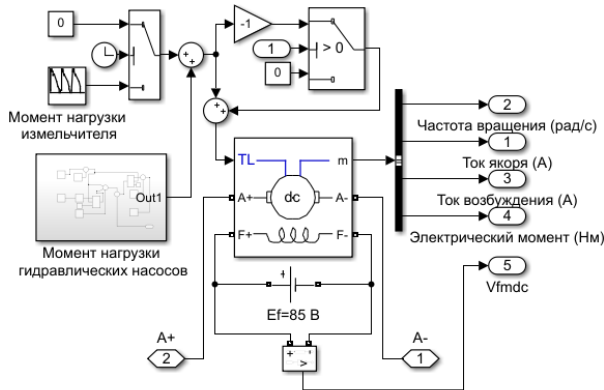 0
-1
1
> 0
0
Момент нагрузки
измельчителя
Out1
Момент нагрузки
гидравлических насосов
TL
m
A+
dc
A-
F+
F-
Ef=85 В
A+
2
A-
1
2
Частота вращения (рад/с)
1
Ток якоря (А)
3
Ток возбуждения (А)
4
Электрический момент (Нм)
5
Vfmdc